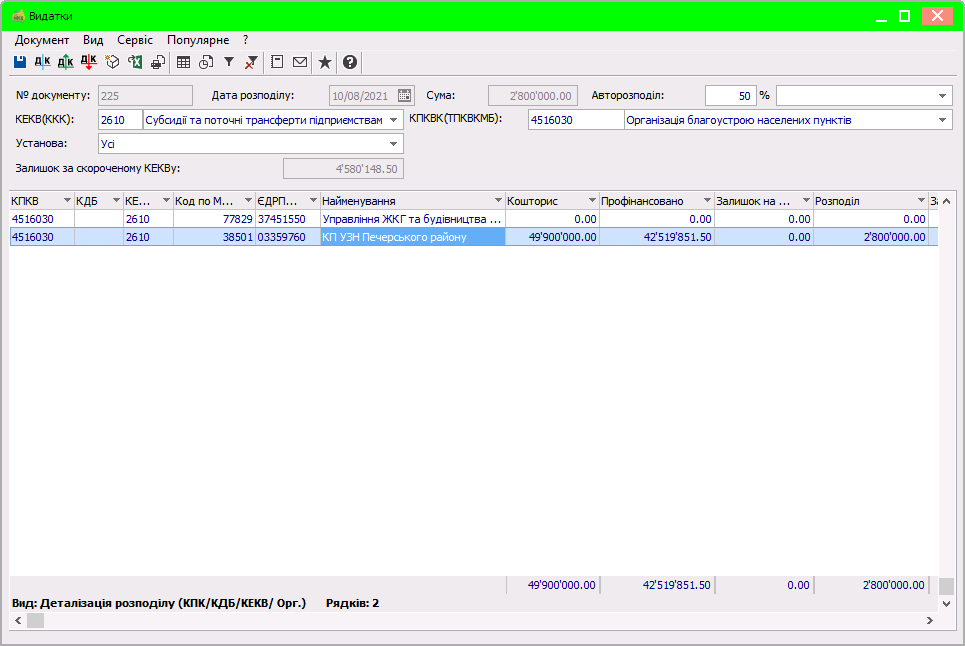 Видатки
Документ Вид Сервіс Популярне ?
№ документу: 225 Дата розподілу: 10/08/2021 Сума: 2'800'000.00 Авторозподіл: 50 %
КЕКВ(ККК): 2610 Субсидії та поточні трансферти підприємствам КПКВК(ТПКВКМБ): 4516030 Організація благоустрою населених пунктів
Установа: Усі
Залишок за скороченому КЕКВу: 4'580'148.50
КПКВ КДБ КЕ... Код по М... ЄДРП... Найменування Кошторис Профінансовано Залишок на ... Розподіл За
4516030 2610 77829 37451550 Управління ЖКГ та будівництва ... 0.00 0.00 0.00 0.00
4516030 2610 38501 03359760 КП УЗН Печерського району 49'900'000.00 42'519'851.50 0.00 2'800'000.00
49'900'000.00 42'519'851.50 0.00 2'800'000.00
Вид: Деталізація розподілу (КПК/КДБ/КЕКВ/ Орг.) Рядків: 2